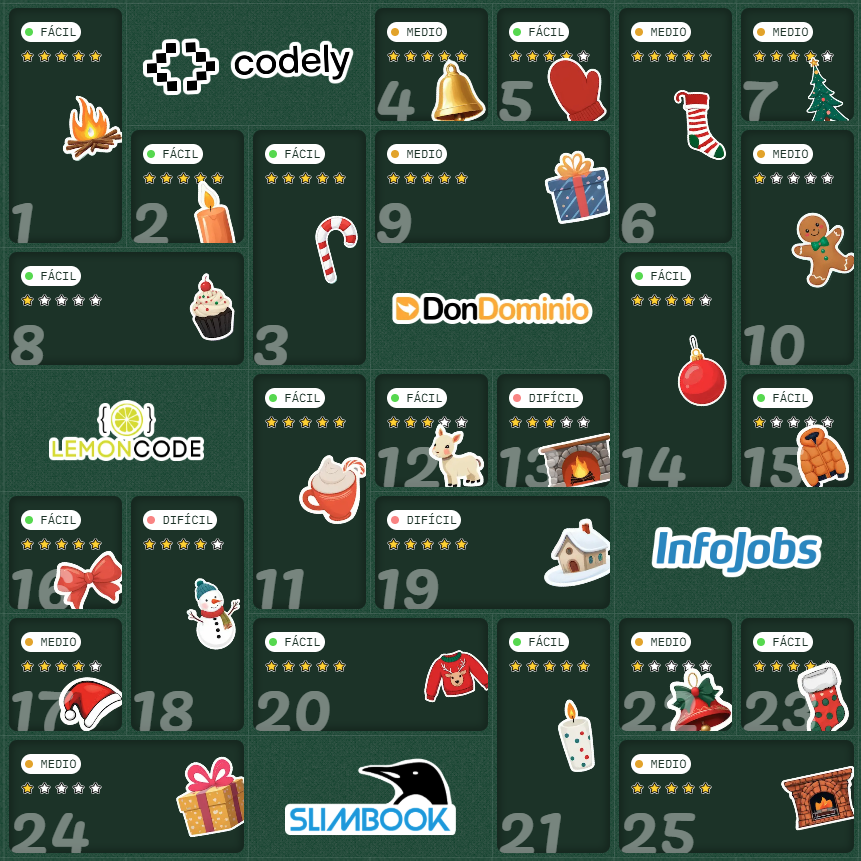 FÁCIL
1
codely
MEDIO
4
FÁCIL
5
MEDIO
6
MEDIO
7
FÁCIL
2
FÁCIL
3
MEDIO
9
MEDIO
10
FÁCIL
8
DonDominio
FÁCIL
14
LEMONCODE
FÁCIL
11
FÁCIL
12
DIFÍCIL
13
FÁCIL
15
FÁCIL
16
DIFÍCIL
18
DIFÍCIL
19
InfoJobs
MEDIO
17
FÁCIL
20
FÁCIL
21
MEDIO
22
FÁCIL
23
MEDIO
24
SLIMBOOK
MEDIO
25